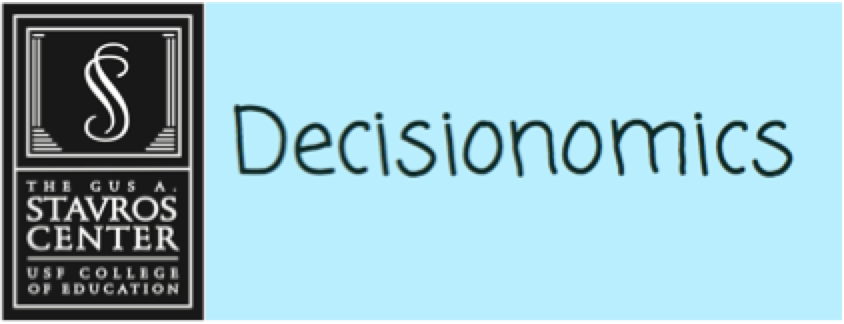 THE GUS A.
STAVROS
CENTER
USF COLLEGE
OF EDUCATION
Decisionomics